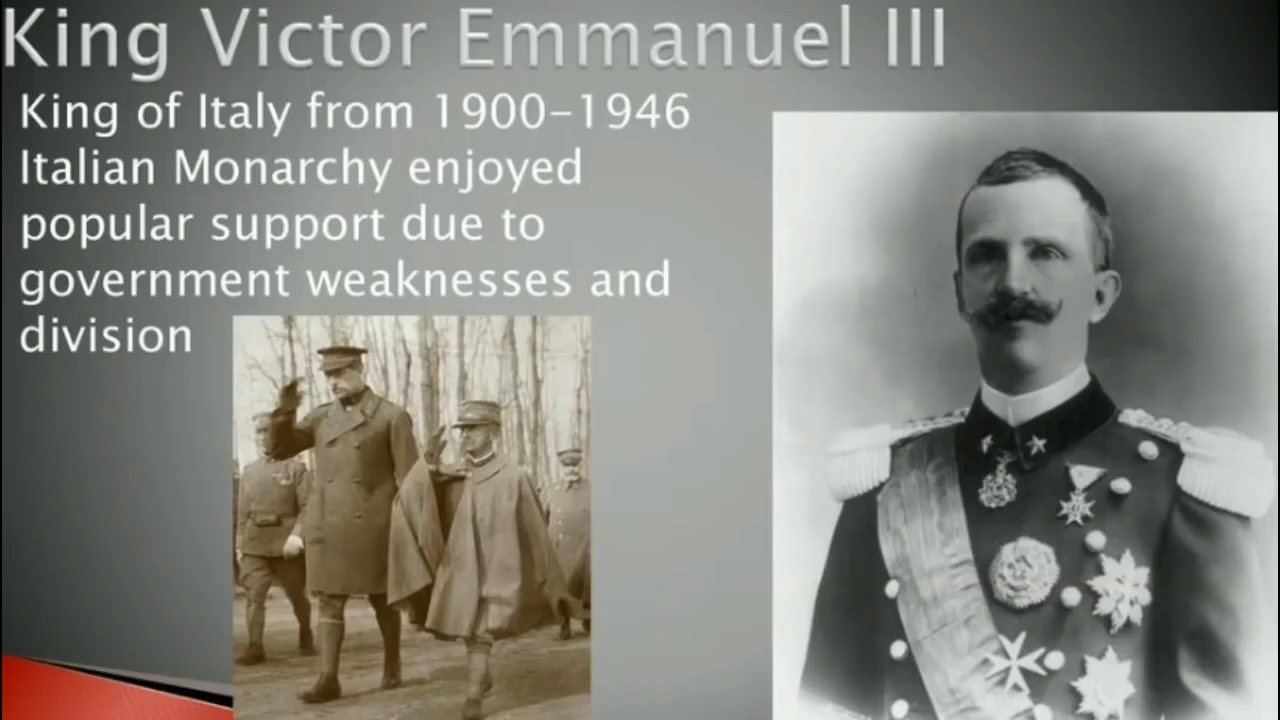 King Victor Emmanuel III
King of Italy from 1900-1946
Italian Monarchy enjoyed
popular support due to
government weaknesses and
division